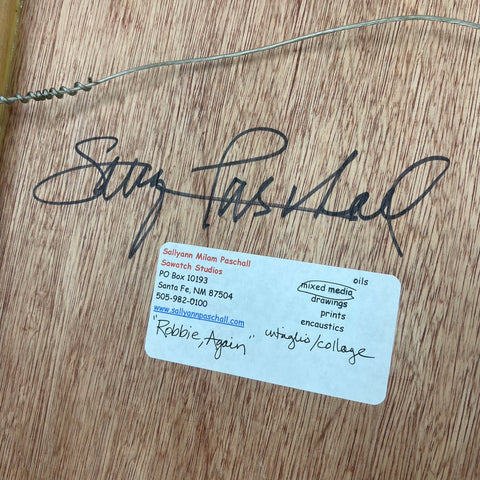 Sally Paschall
Sallyann Milam Paschall
Sawatch Studios
PO Box 10193
Santa Fe, NM 87504
505-982-0100
www.sallyannpaschall.com
"Robbie, Again"
oils
mixed media
drawings
prints
encaustics
intaglio/collage